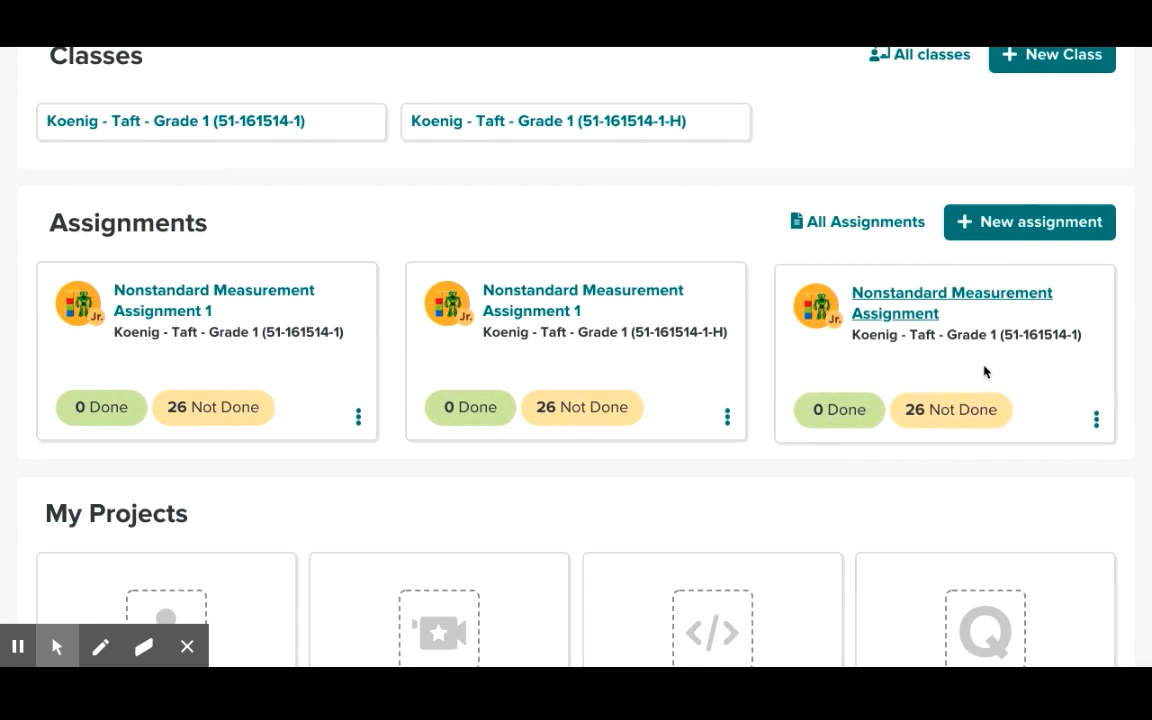 Classes
All classes
+ New Class
Koenig - Taft - Grade 1 (51-161514-1)
Koenig - Taft - Grade 1 (51-161514-1-H)
Assignments
All Assignments
+ New assignment
Nonstandard Measurement
Assignment 1
Koenig - Taft - Grade 1 (51-161514-1)
Jr.
0 Done
26 Not Done
Nonstandard Measurement
Assignment 1
Koenig - Taft - Grade 1 (51-161514-1-H)
Jr.
0 Done
26 Not Done
Nonstandard Measurement
Assignment
Koenig - Taft - Grade 1 (51-161514-1)
Jr.
0 Done
26 Not Done
My Projects
</>
Q